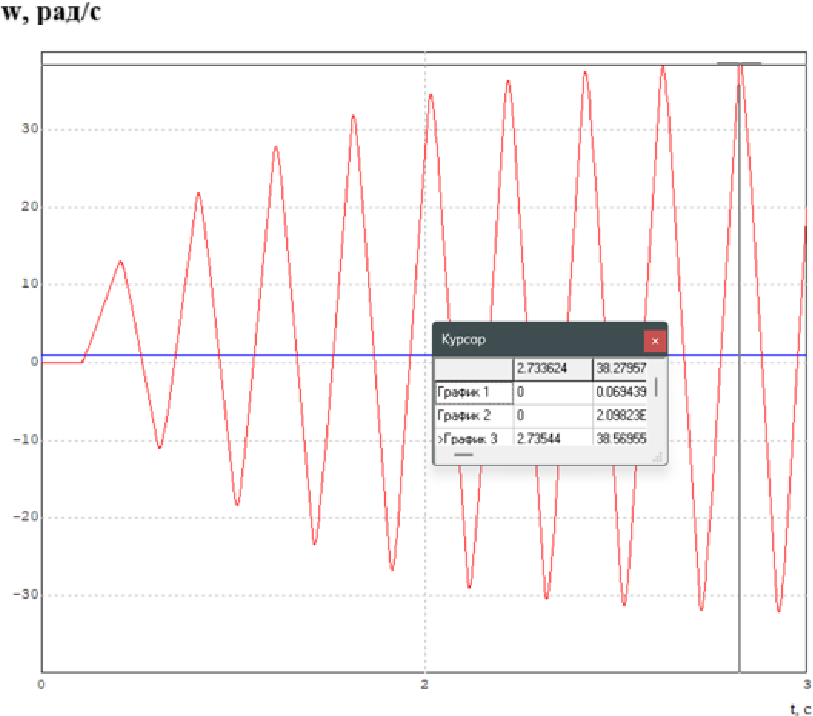 w, рад/с
30
20
10
0
-10
-20
-30
Курсор ×
2.733624 38.27957
График 1 0 0.069439
График 2 0 2.09823E
>График 3 2.73544 38.56955
0 2 3
t, с